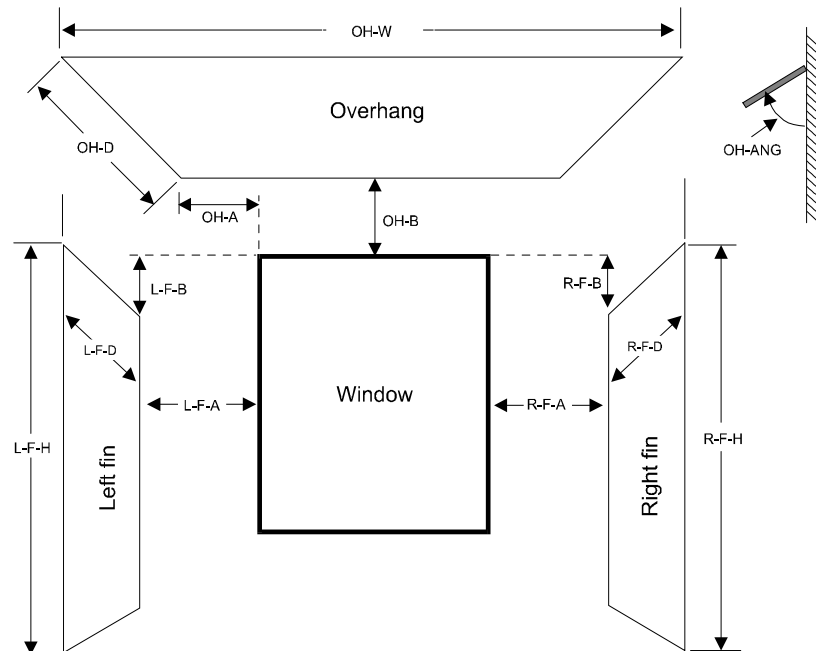 OH-W
Overhang
OH-D
OH-ANG
OH-A
OH-B
L-F-B
R-F-B
L-F-D
R-F-D
L-F-A
Window
R-F-A
L-F-H
Left fin
Right fin
R-F-H